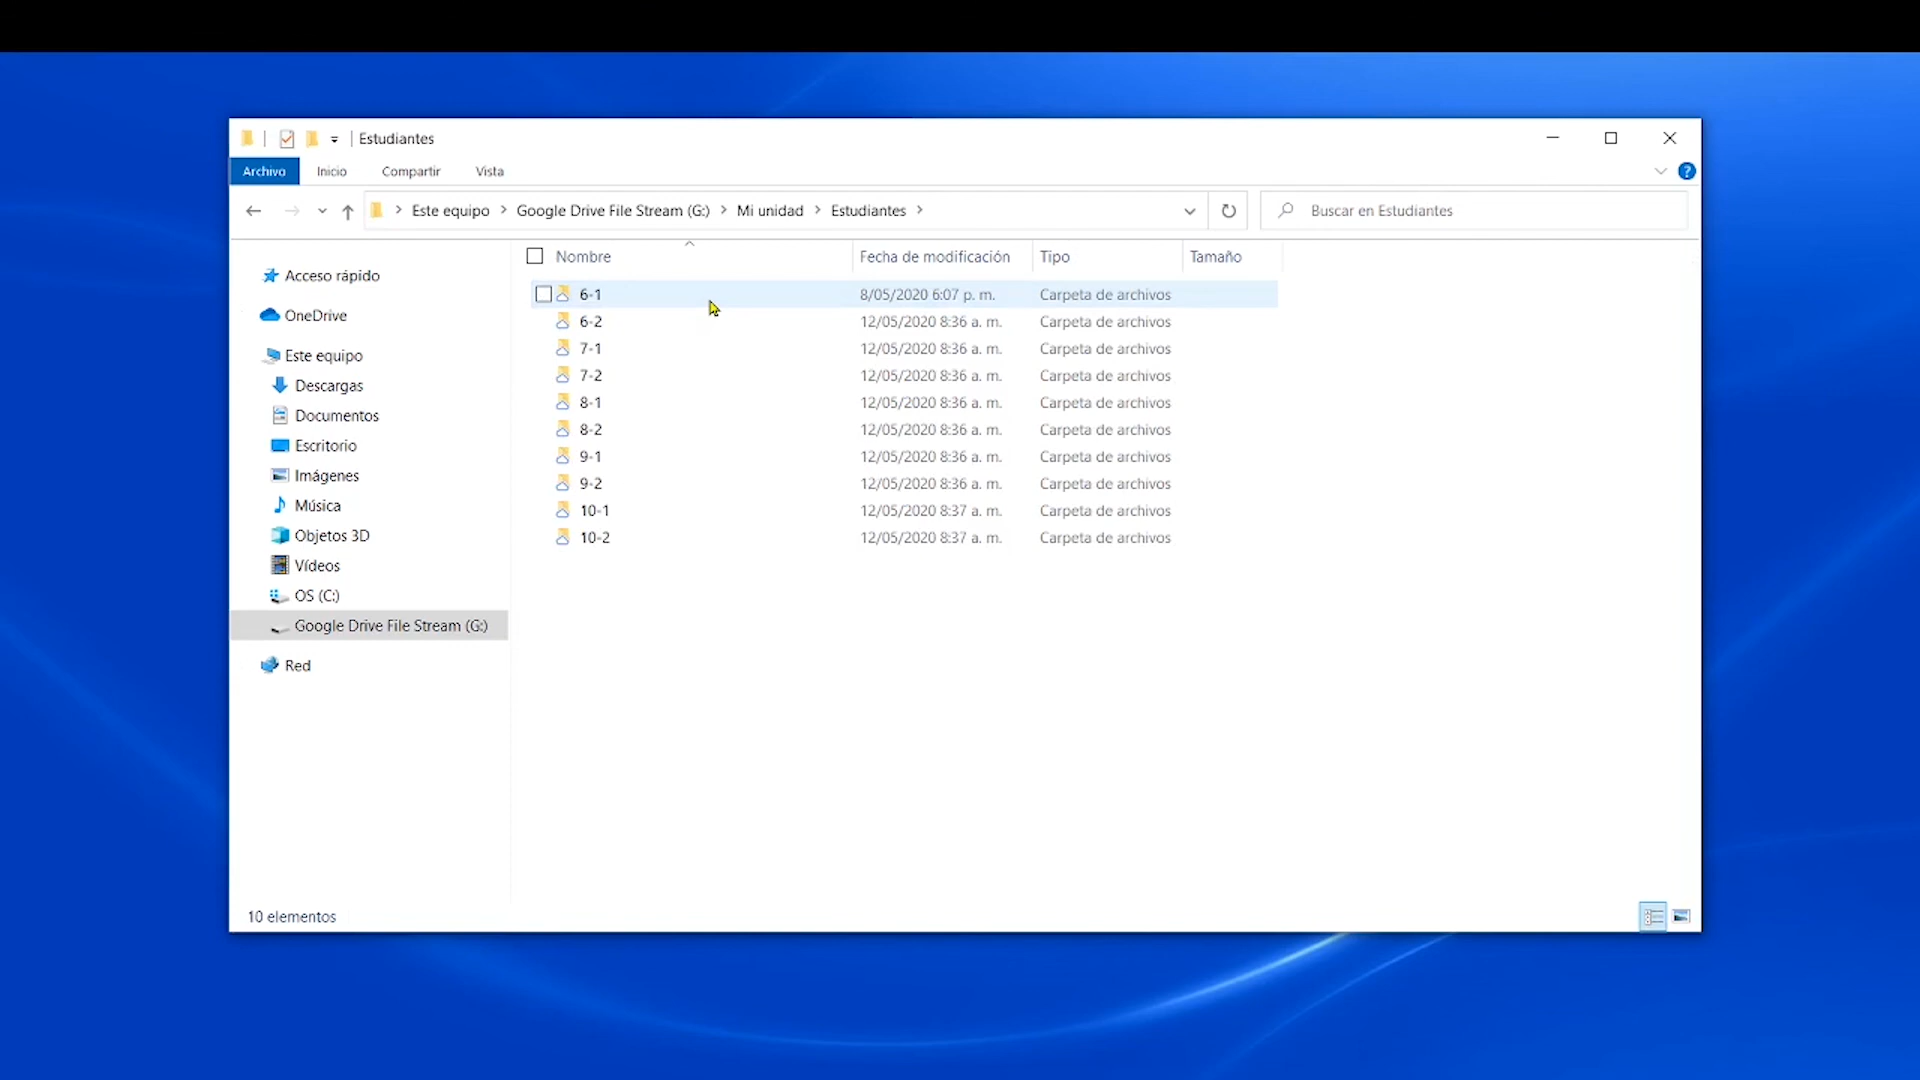 Estudiantes
Archivo Inicio Compartir Vista
Este equipo Google Drive File Stream (G:) Mi unidad Estudiantes Buscar en Estudiantes
Nombre Fecha de modificación Tipo Tamaño
6-1 8/05/2020 6:07 p. m. Carpeta de archivos
6-2 12/05/2020 8:36 a. m. Carpeta de archivos
7-1 12/05/2020 8:36 a. m. Carpeta de archivos
7-2 12/05/2020 8:36 a. m. Carpeta de archivos
8-1 12/05/2020 8:36 a. m. Carpeta de archivos
8-2 12/05/2020 8:36 a. m. Carpeta de archivos
9-1 12/05/2020 8:36 a. m. Carpeta de archivos
9-2 12/05/2020 8:36 a. m. Carpeta de archivos
10-1 12/05/2020 8:37 a. m. Carpeta de archivos
10-2 12/05/2020 8:37 a. m. Carpeta de archivos
Acceso rápido
OneDrive
Este equipo
Descargas
Documentos
Escritorio
Imágenes
Música
Objetos 3D
Vídeos
OS (C:)
Google Drive File Stream (G:)
Red
10 elementos